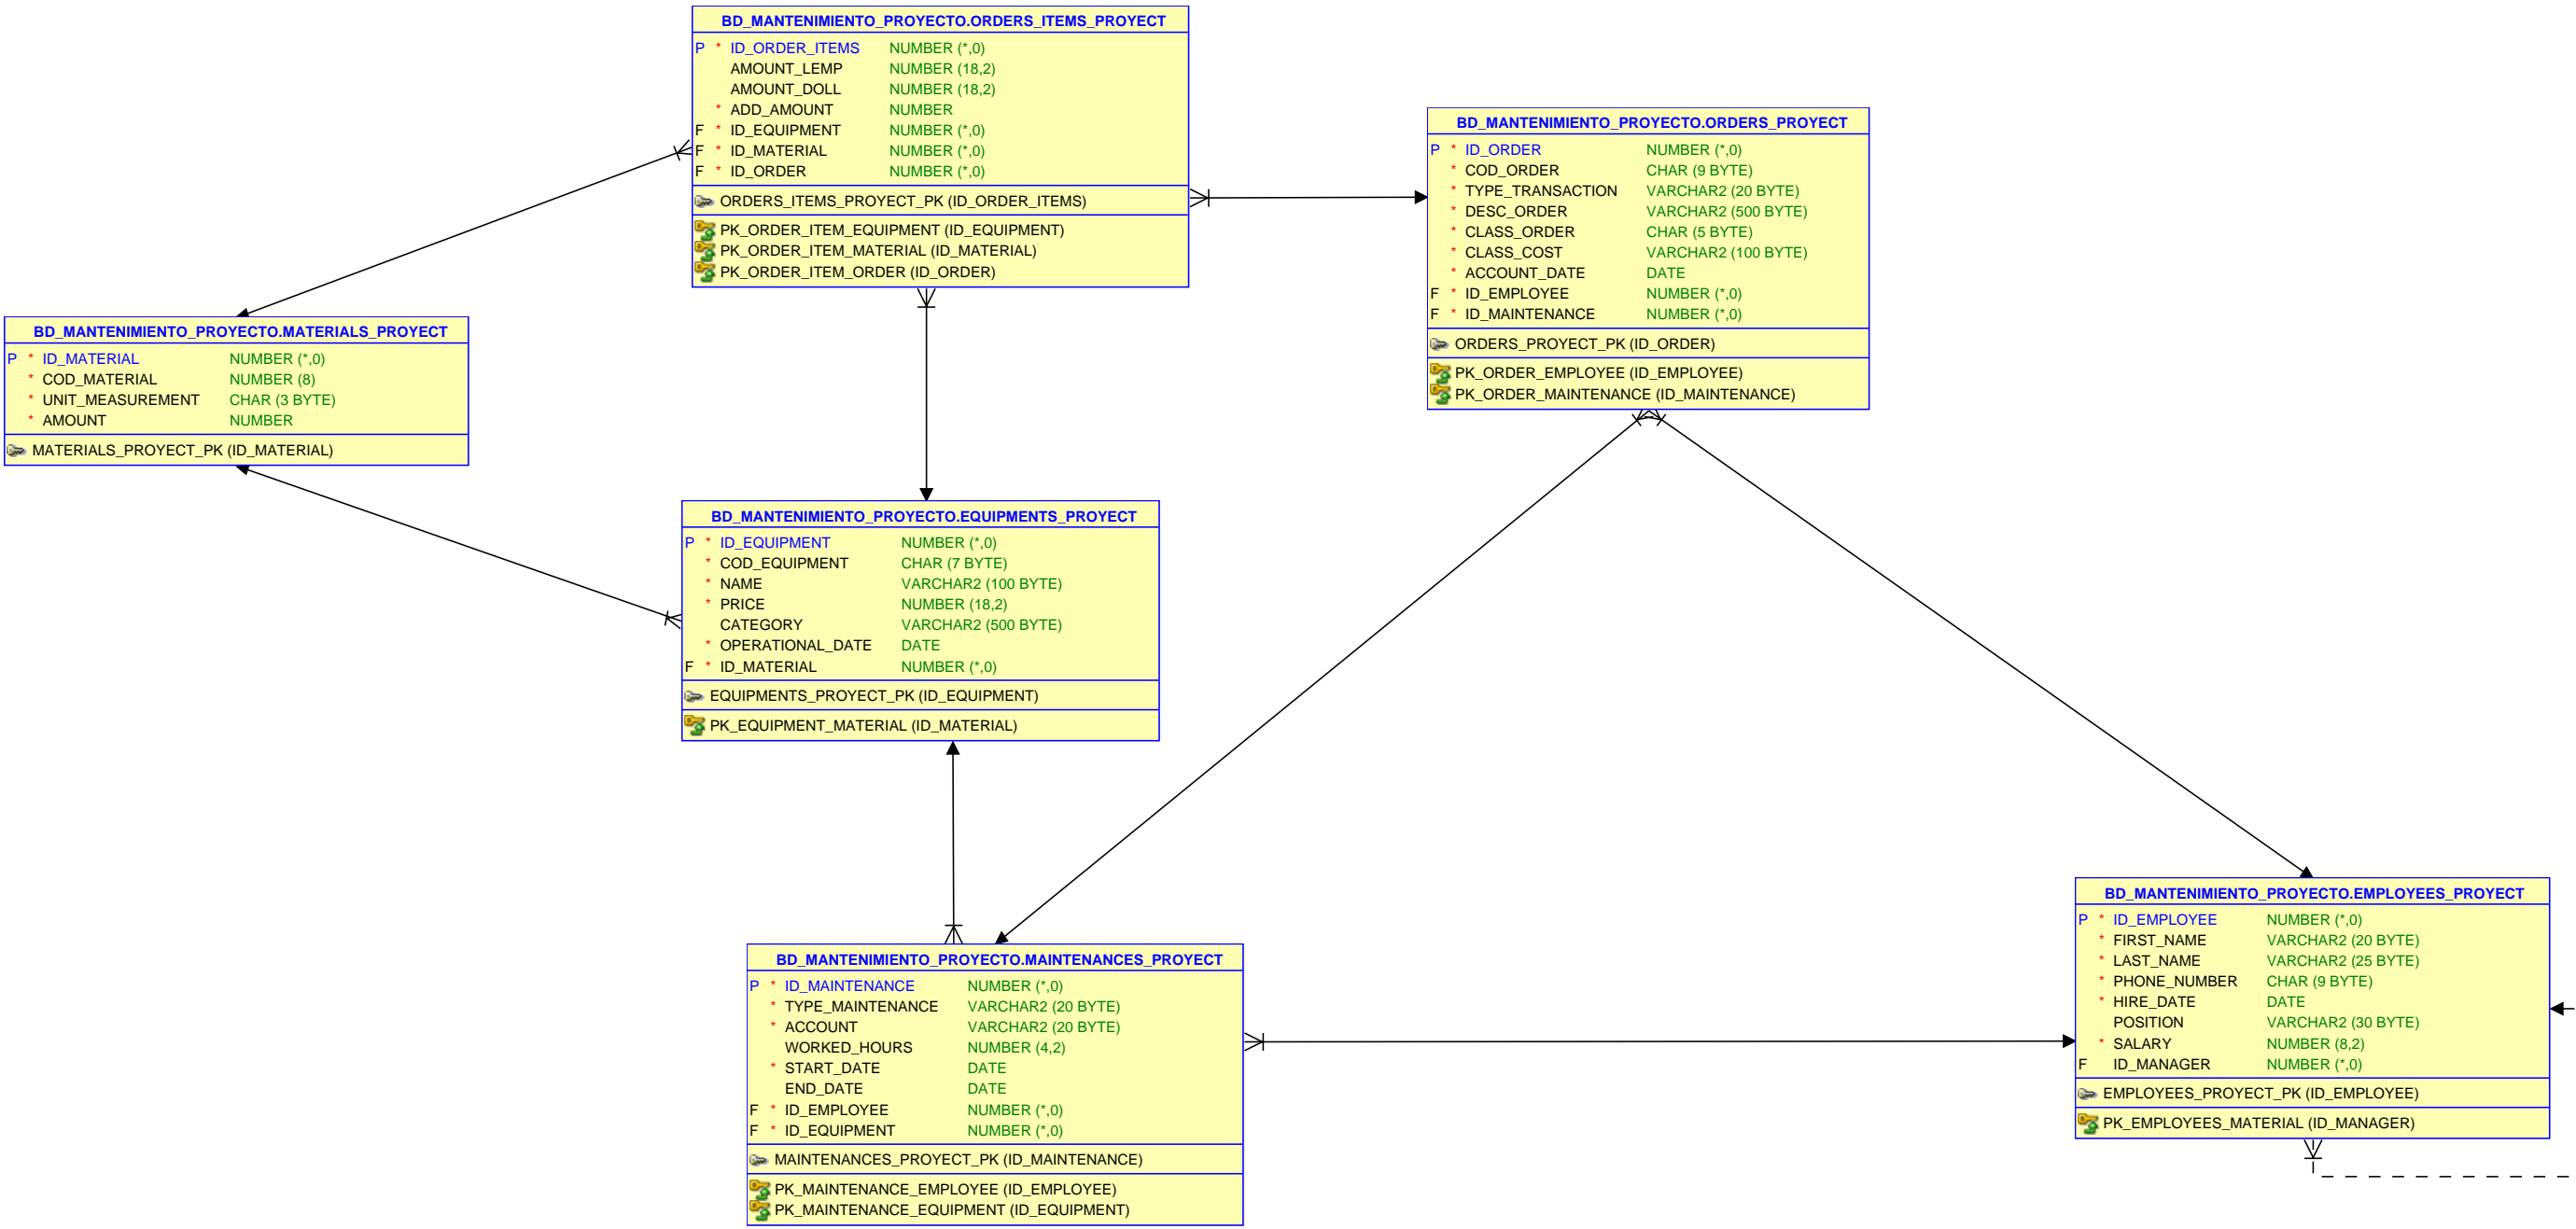 BD_MANTENIMIENTO_PROYECTO.ORDERS_ITEMS_PROYECT
P * ID_ORDER_ITEMS NUMBER (*,0)
AMOUNT_LEMP NUMBER (18,2)
AMOUNT_DOLL NUMBER (18,2)
* ADD_AMOUNT NUMBER
F * ID_EQUIPMENT NUMBER (*,0)
F * ID_MATERIAL NUMBER (*,0)
F * ID_ORDER NUMBER (*,0)
ORDERS_ITEMS_PROYECT_PK (ID_ORDER_ITEMS)
PK_ORDER_ITEM_EQUIPMENT (ID_EQUIPMENT)
PK_ORDER_ITEM_MATERIAL (ID_MATERIAL)
PK_ORDER_ITEM_ORDER (ID_ORDER)
BD_MANTENIMIENTO_PROYECTO.ORDERS_PROYECT
P * ID_ORDER NUMBER (*,0)
* COD_ORDER CHAR (9 BYTE)
* TYPE_TRANSACTION VARCHAR2 (20 BYTE)
* DESC_ORDER VARCHAR2 (500 BYTE)
* CLASS_ORDER CHAR (5 BYTE)
* CLASS_COST VARCHAR2 (100 BYTE)
* ACCOUNT_DATE DATE
F * ID_EMPLOYEE NUMBER (*,0)
F * ID_MAINTENANCE NUMBER (*,0)
ORDERS_PROYECT_PK (ID_ORDER)
PK_ORDER_EMPLOYEE (ID_EMPLOYEE)
PK_ORDER_MAINTENANCE (ID_MAINTENANCE)
BD_MANTENIMIENTO_PROYECTO.MATERIALS_PROYECT
P * ID_MATERIAL NUMBER (*,0)
* COD_MATERIAL NUMBER (8)
* UNIT_MEASUREMENT CHAR (3 BYTE)
* AMOUNT NUMBER
MATERIALS_PROYECT_PK (ID_MATERIAL)
BD_MANTENIMIENTO_PROYECTO.EQUIPMENTS_PROYECT
P * ID_EQUIPMENT NUMBER (*,0)
* COD_EQUIPMENT CHAR (7 BYTE)
* NAME VARCHAR2 (100 BYTE)
* PRICE NUMBER (18,2)
CATEGORY VARCHAR2 (500 BYTE)
* OPERATIONAL_DATE DATE
F * ID_MATERIAL NUMBER (*,0)
EQUIPMENTS_PROYECT_PK (ID_EQUIPMENT)
PK_EQUIPMENT_MATERIAL (ID_MATERIAL)
BD_MANTENIMIENTO_PROYECTO.EMPLOYEES_PROYECT
P * ID_EMPLOYEE NUMBER (*,0)
* FIRST_NAME VARCHAR2 (20 BYTE)
* LAST_NAME VARCHAR2 (25 BYTE)
* PHONE_NUMBER CHAR (9 BYTE)
* HIRE_DATE DATE
POSITION VARCHAR2 (30 BYTE)
* SALARY NUMBER (8,2)
F ID_MANAGER NUMBER (*,0)
EMPLOYEES_PROYECT_PK (ID_EMPLOYEE)
PK_EMPLOYEES_MATERIAL (ID_MANAGER)
BD_MANTENIMIENTO_PROYECTO.MAINTENANCES_PROYECT
P * ID_MAINTENANCE NUMBER (*,0)
* TYPE_MAINTENANCE VARCHAR2 (20 BYTE)
* ACCOUNT VARCHAR2 (20 BYTE)
WORKED_HOURS NUMBER (4,2)
* START_DATE DATE
END_DATE DATE
F * ID_EMPLOYEE NUMBER (*,0)
F * ID_EQUIPMENT NUMBER (*,0)
MAINTENANCES_PROYECT_PK (ID_MAINTENANCE)
PK_MAINTENANCE_EMPLOYEE (ID_EMPLOYEE)
PK_MAINTENANCE_EQUIPMENT (ID_EQUIPMENT)